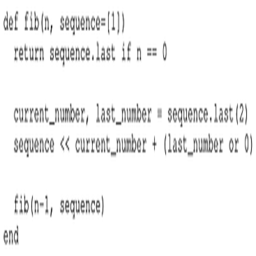 def fib(n, sequence=[1])
return sequence.last if n == 0
current_number, last_number = sequence.last(2)
sequence << current_number + (last_number or 0)
fib(n-1, sequence)
end